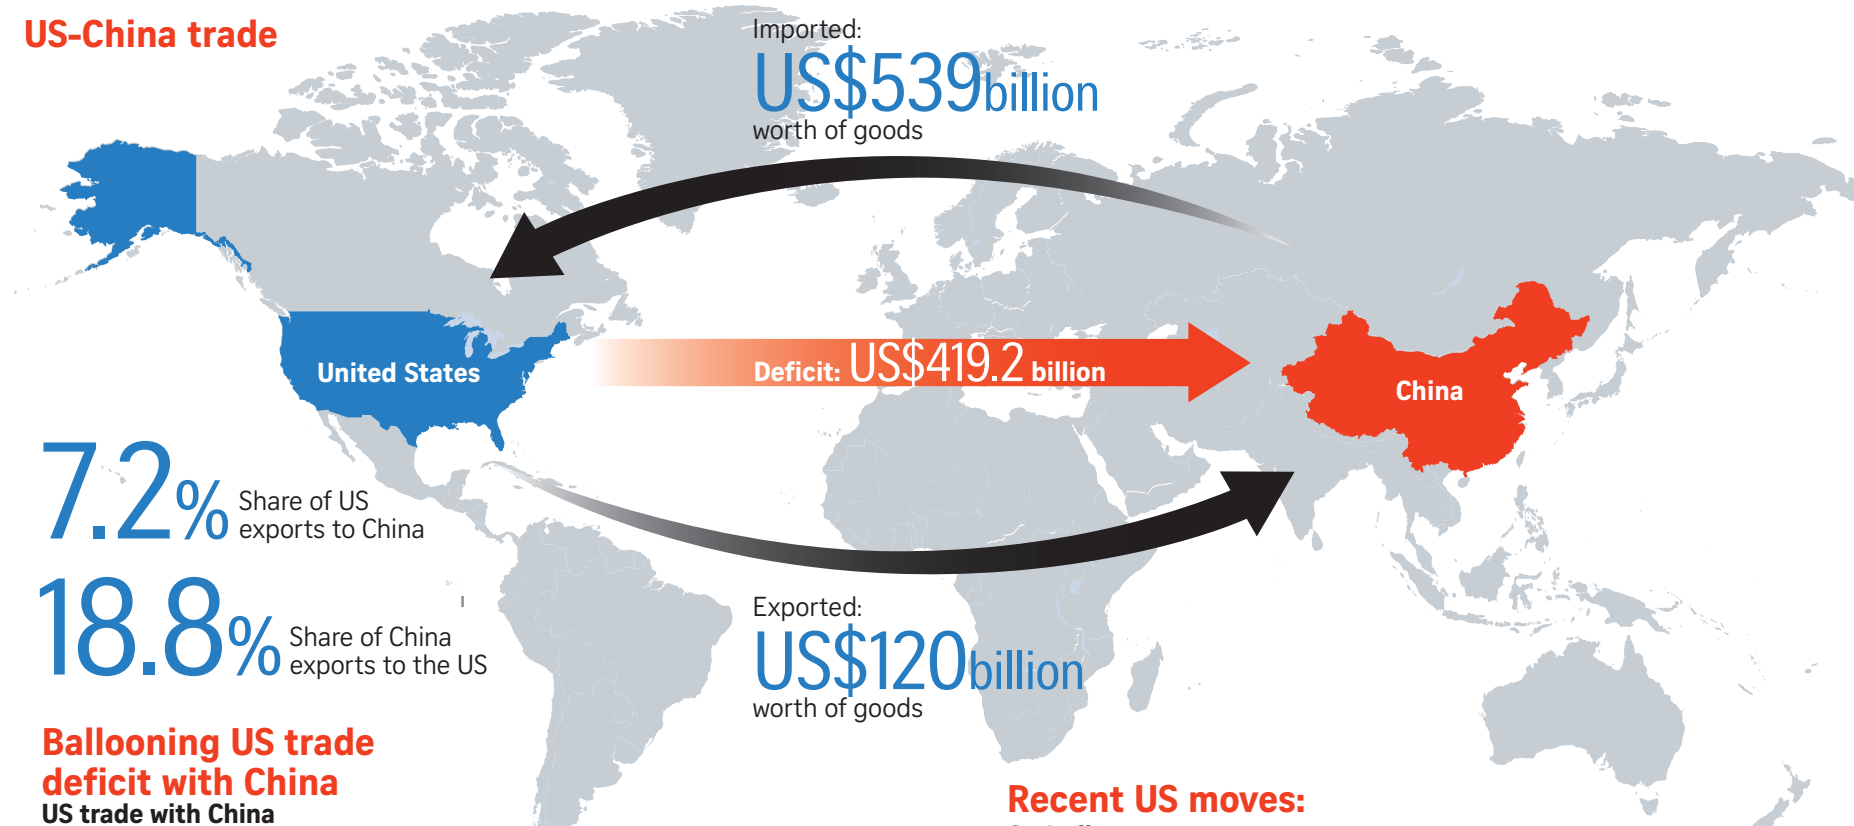 US-China trade
Imported:
US$539billion
worth of goods
United States
Deficit: US$419.2 billion
China
7.2% Share of US
exports to China
18.8% Share of China
exports to the US
Exported:
US$120billion
worth of goods
Ballooning US trade
deficit with China
US trade with China
Recent US moves: